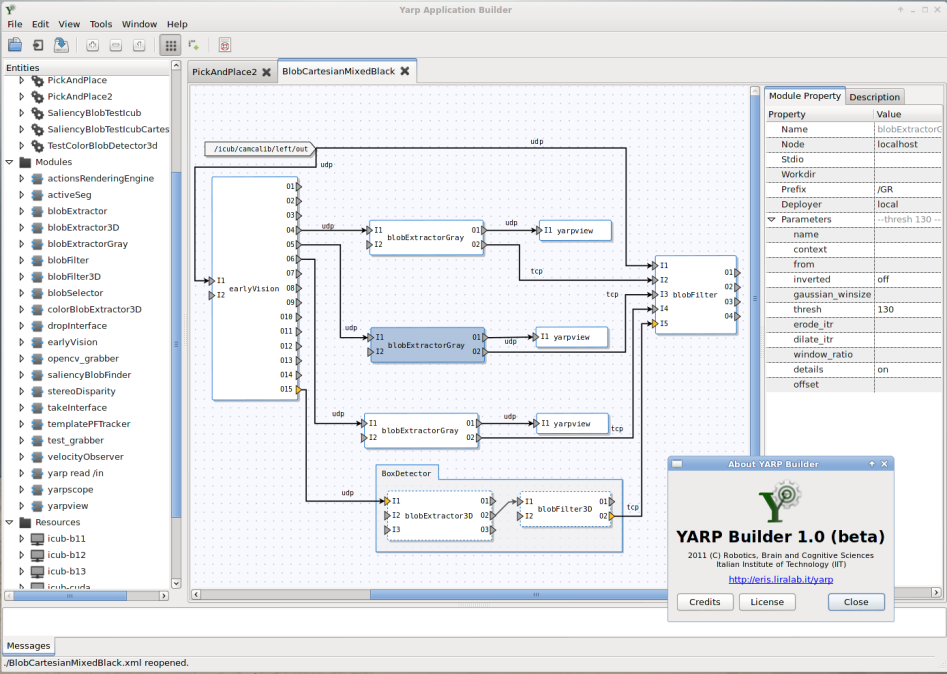 Yarp Application Builder
File Edit View Tools Window Help
Entities
PickAndPlace
PickAndPlace2
SaliencyBlobTestIcub
SaliencyBlobTestIcubCartes
TestColorBlobDetector3d
Modules
actionsRenderingEngine
activeSeg
blobExtractor
blobExtractor3D
blobExtractorGray
blobFilter
blobFilter3D
blobSelector
colorBlobExtractor3D
dropInterface
earlyVision
opencv_grabber
saliencyBlobFinder
stereoDisparity
takeInterface
templatePFTracker
test_grabber
velocityObserver
yarp read /in
yarpscope
yarpview
Resources
icub-b11
icub-b12
icub-b13
icub-cuda
PickAndPlace2
BlobCartesianMixedBlack
/icub/camcalib/left/out
udp
udp
earlyVision
I1
I2
O1
O2
O3
O4
O5
O6
O7
O8
O9
O10
O11
O12
O13
O14
O15
udp
I1
I2
blobExtractorGray
O1
O2
udp
I1 yarpview
tcp
udp
I1
I2
blobExtractorGray
O1
O2
udp
I1 yarpview
tcp
udp
I1
I2
blobExtractorGray
O1
O2
udp
I1 yarpview
tcp
I1
I2
I3
I4
I5
blobFilter
O1
O2
O3
O4
BoxDetector
udp
I1
I2
I3
blobExtractor3D
O1
O2
O3
I1
I2
blobFilter3D
O1
O2
tcp
Module Property
Description
Property Value
Name blobExtractorG
Node localhost
Stdio
Workdir
Prefix /GR
Deployer local
Parameters --thresh 130 --
name
context
from
inverted off
gaussian_winsize
thresh 130
erode_itr
dilate_itr
window_ratio
details on
offset
About YARP Builder
YARP Builder 1.0 (beta)
2011 (C) Robotics, Brain and Cognitive Sciences
Italian Institute of Technology (IIT)
http://eris.liralab.it/yarp
Credits License Close
Messages
./BlobCartesianMixedBlack.xml reopened.